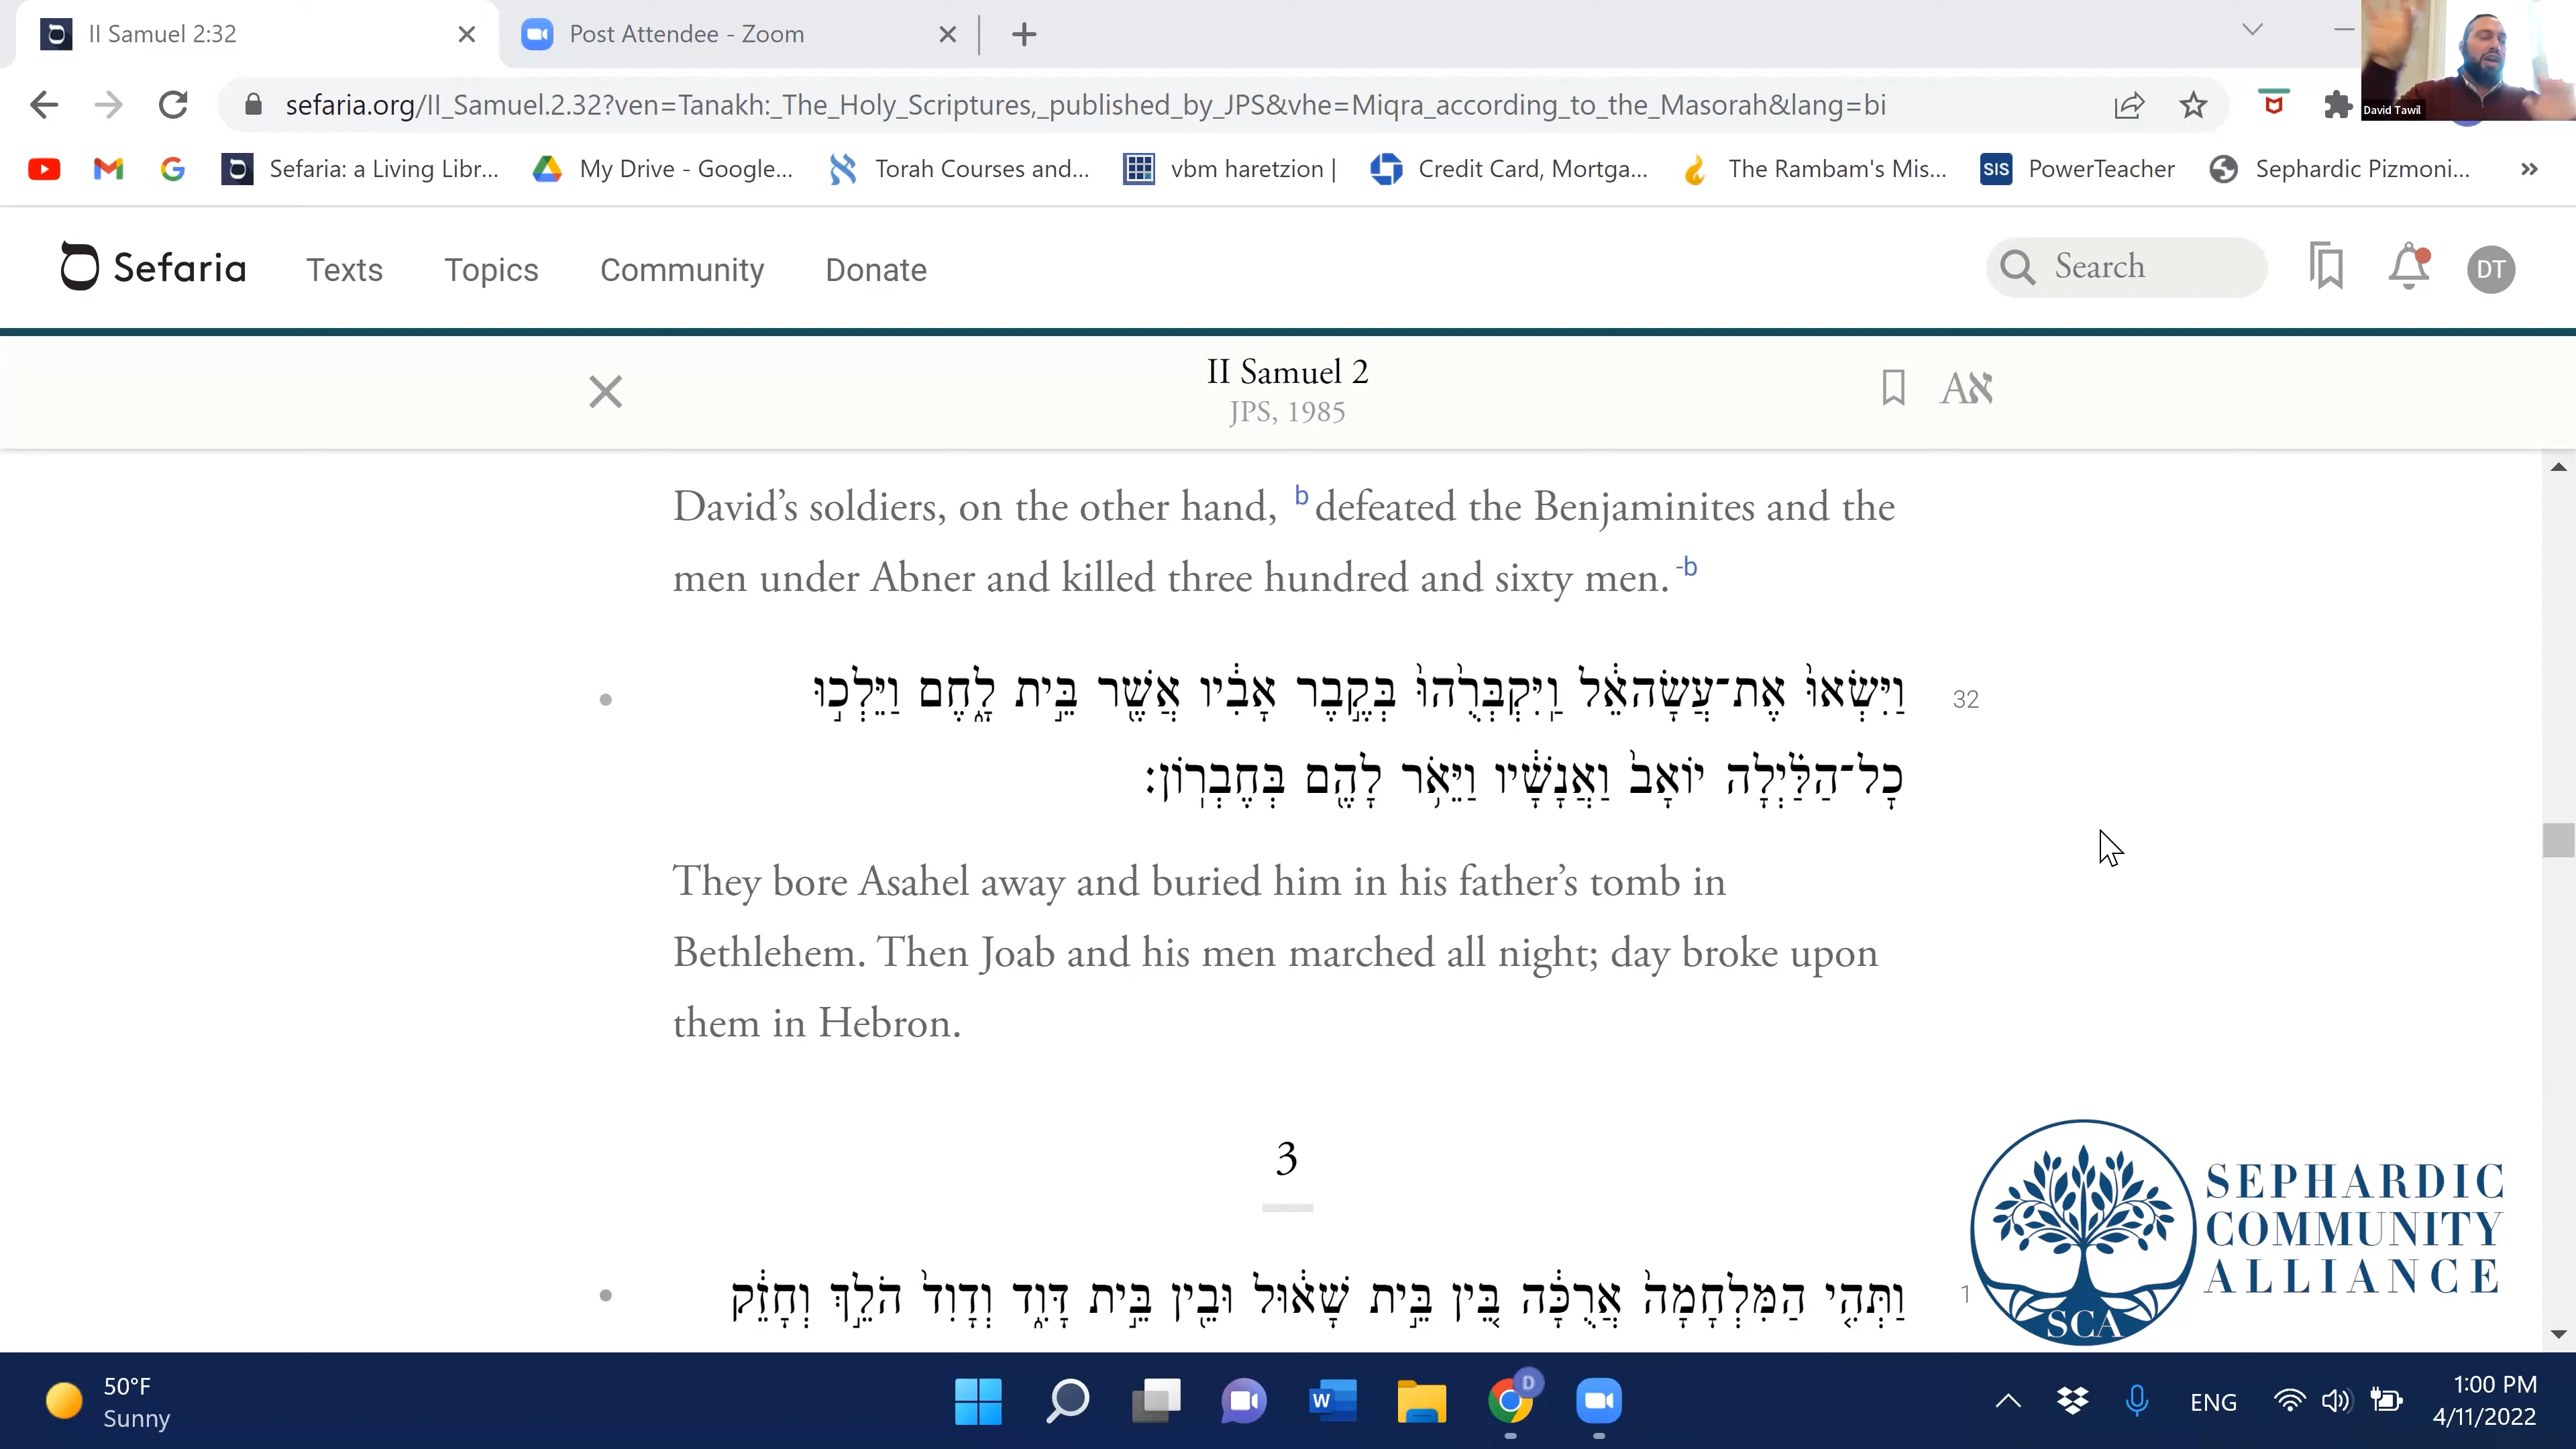 II Samuel 2:32
Post Attendee - Zoom
David Tawil
sefaria.org/II_Samuel.2.32?ven=Tanakh:_The_Holy_Scriptures,_published_by_JPS&vhe=Miqra_according_to_the_Masorah&lang=bi
Sefaria: a Living Libr...
My Drive - Google...
Torah Courses and...
vbm haretzion |
Credit Card, Mortga...
The Rambam's Mis...
SIS PowerTeacher
Sephardic Pizmoni...
Sefaria Texts Topics Community Donate Search DT
II Samuel 2
JPS, 1985
Aא
David’s soldiers, on the other hand, b defeated the Benjaminites and the
men under Abner and killed three hundred and sixty men. -b
32
וַיִּשְׂאוּ֙ אֶת־עֲשָׂהאֵ֔ל וַֽיִּקְבְּרֻ֙הוּ֙ בְּקֶ֣בֶר אָבִ֔יו אֲשֶׁ֖ר בֵּ֣ית לָ֑חֶם וַיֵּלְכ֣וּ
כׇל־הַלַּ֗יְלָה יוֹאָב֙ וַאֲנָשָׁ֔יו וַיֵּאֹ֥ר לָהֶ֖ם בְּחֶבְרֽוֹן׃
They bore Asahel away and buried him in his father’s tomb in
Bethlehem. Then Joab and his men marched all night; day broke upon
them in Hebron.
3
1
וַתְּהִ֤י הַמִּלְחָמָה֙ אֲרֻכָּ֔ה בֵּ֚ין בֵּ֣ית שָׁא֔וּל וּבֵ֖ין בֵּ֣ית דָּוִ֑ד וְדָוִד֙ הֹלֵ֣ךְ וְחָזֵ֔ק
SEPHARDIC
COMMUNITY
ALLIANCE
SCA
50°F
Sunny
W
D
ENG
1:00 PM
4/11/2022